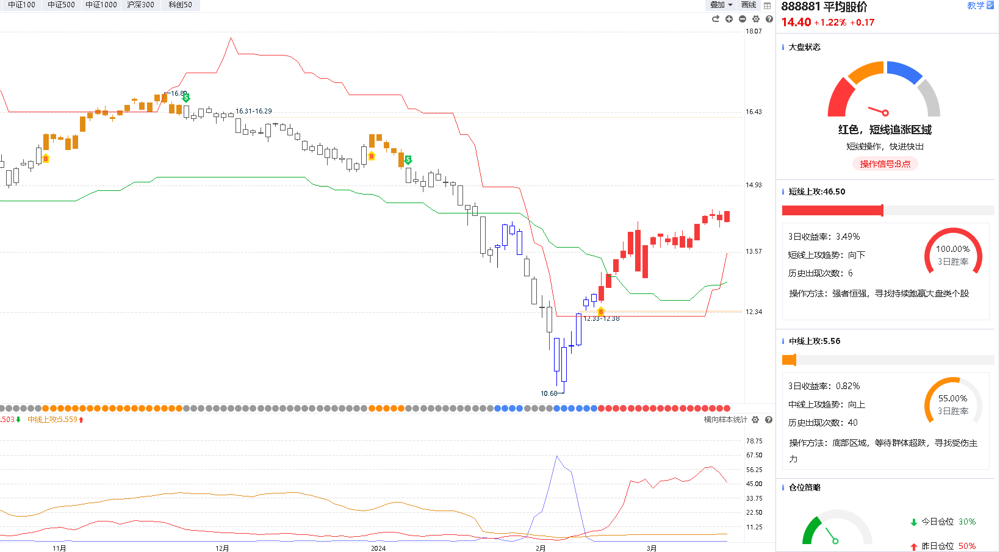 中证100 中证500 中证1000 沪深300 科创50 叠加 画线
888881 平均股价 教学
14.40 +1.22% +0.17
18.07
大盘状态
16.80
S
16.31-16.29
16.43
红色，短线追涨区域
短线操作，快进快出
B
B
S
操作信号:B点
14.93
短线上攻:46.50
3日收益率：3.49%
100.00%
13.57
短线上攻趋势：向下
3日胜率
历史出现次数：6
操作方法：强者恒强，寻找持续跑赢大盘类个股
B
12.34
12.33-12.38
中线上攻:5.56
3日收益率：0.82%
10.68
55.00%
中线上攻趋势：向上
3日胜率
.503 中线上攻:5.559
横向样本统计
历史出现次数：40
78.75
操作方法：底部区域，等待群体超跌，寻找受伤主
力
67.50
56.25
45.00
仓位策略
33.75
22.50
11.25
今日仓位 30%
昨日仓位 50%
11月 12月 2024 2月 3月